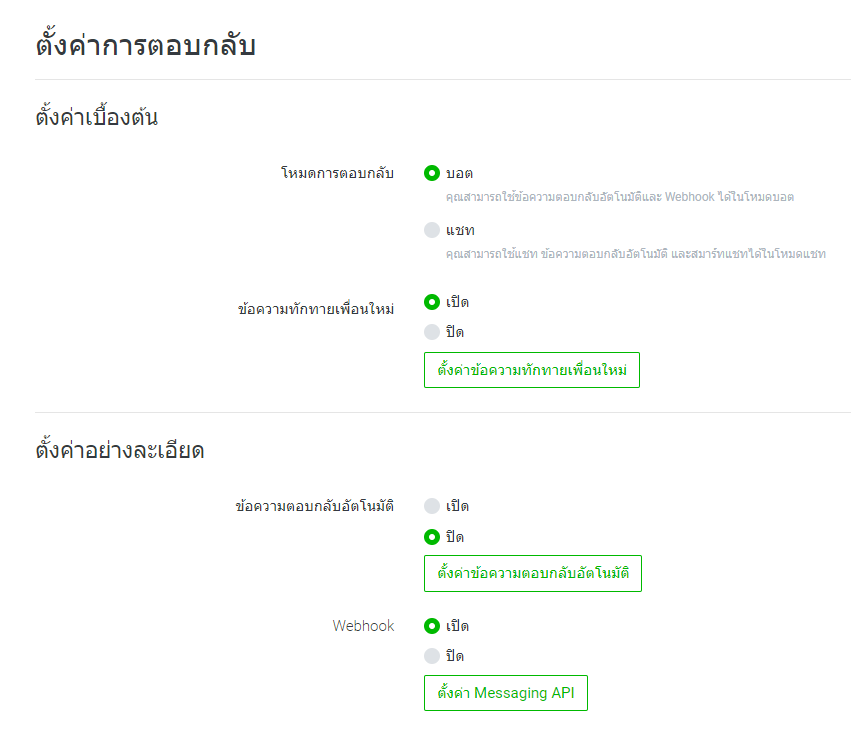 ตั้งค่าการตอบกลับ
ตั้งค่าเบื้องต้น
โหมดการตอบกลับ
บอต
คุณสามารถใช้ข้อความตอบกลับอัตโนมัติและ Webhook ได้ในโหมดบอต
แชท
คุณสามารถใช้แชท ข้อความตอบกลับอัตโนมัติ และสมาร์ทแชทได้ในโหมดแชท
ข้อความทักทายเพื่อนใหม่
เปิด
ปิด
ตั้งค่าข้อความทักทายเพื่อนใหม่
ตั้งค่าอย่างละเอียด
ข้อความตอบกลับอัตโนมัติ
เปิด
ปิด
ตั้งค่าข้อความตอบกลับอัตโนมัติ
Webhook
เปิด
ปิด
ตั้งค่า Messaging API